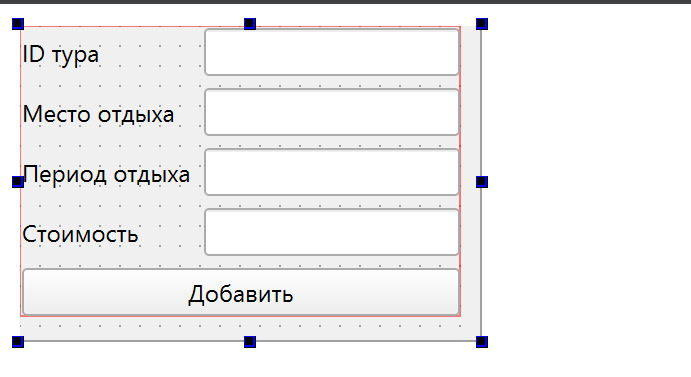 ID тура
Место отдыха
Период отдыха
Стоимость
Добавить